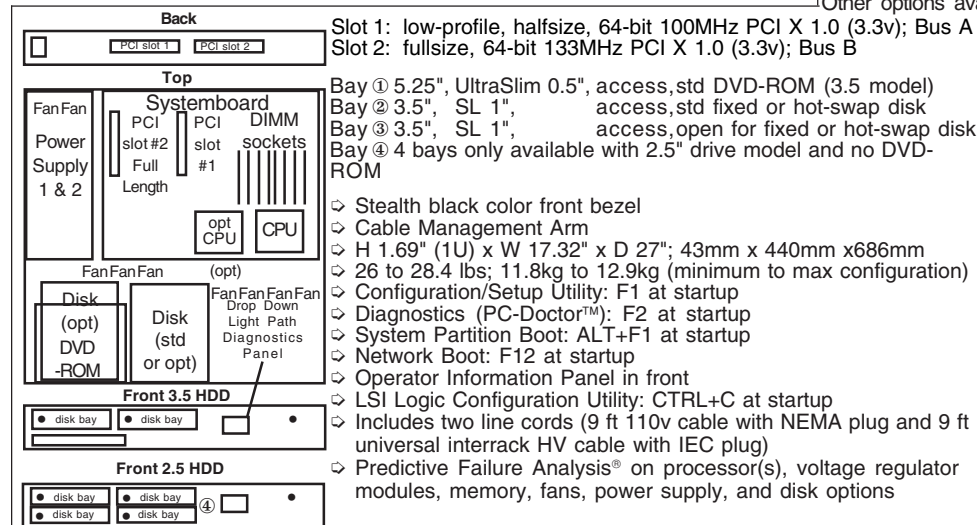 Other options ava
Back
PCI slot 1 PCI slot 2
Slot 1: low-profile, halfsize, 64-bit 100MHz PCI X 1.0 (3.3v); Bus A
Slot 2: fullsize, 64-bit 133MHz PCI X 1.0 (3.3v); Bus B
Top
Fan Fan
Power
Supply
1 & 2
Systemboard
PCI
slot #2
Full
Length
PCI
slot
#1
DIMM
sockets
opt
CPU
CPU
Fan Fan Fan
(opt)
Fan Fan Fan Fan
Disk
(opt)
DVD
-ROM
Disk
(std
or opt)
Drop Down
Light Path
Diagnostics
Panel
Front 3.5 HDD
disk bay disk bay
Front 2.5 HDD
disk bay disk bay
disk bay disk bay
④
Bay ① 5.25", UltraSlim 0.5", access,std DVD-ROM (3.5 model)
Bay ② 3.5", SL 1", access,std fixed or hot-swap disk
Bay ③ 3.5", SL 1", access,open for fixed or hot-swap disk
Bay ④ 4 bays only available with 2.5" drive model and no DVD-
ROM
➭ Stealth black color front bezel
➭ Cable Management Arm
➭ H 1.69" (1U) x W 17.32" x D 27"; 43mm x 440mm x686mm
➭ 26 to 28.4 lbs; 11.8kg to 12.9kg (minimum to max configuration)
➭ Configuration/Setup Utility: F1 at startup
➭ Diagnostics (PC-Doctor™): F2 at startup
➭ System Partition Boot: ALT+F1 at startup
➭ Network Boot: F12 at startup
➭ Operator Information Panel in front
➭ LSI Logic Configuration Utility: CTRL+C at startup
➭ Includes two line cords (9 ft 110v cable with NEMA plug and 9 ft
universal interrack HV cable with IEC plug)
➭ Predictive Failure Analysis® on processor(s), voltage regulator
modules, memory, fans, power supply, and disk options